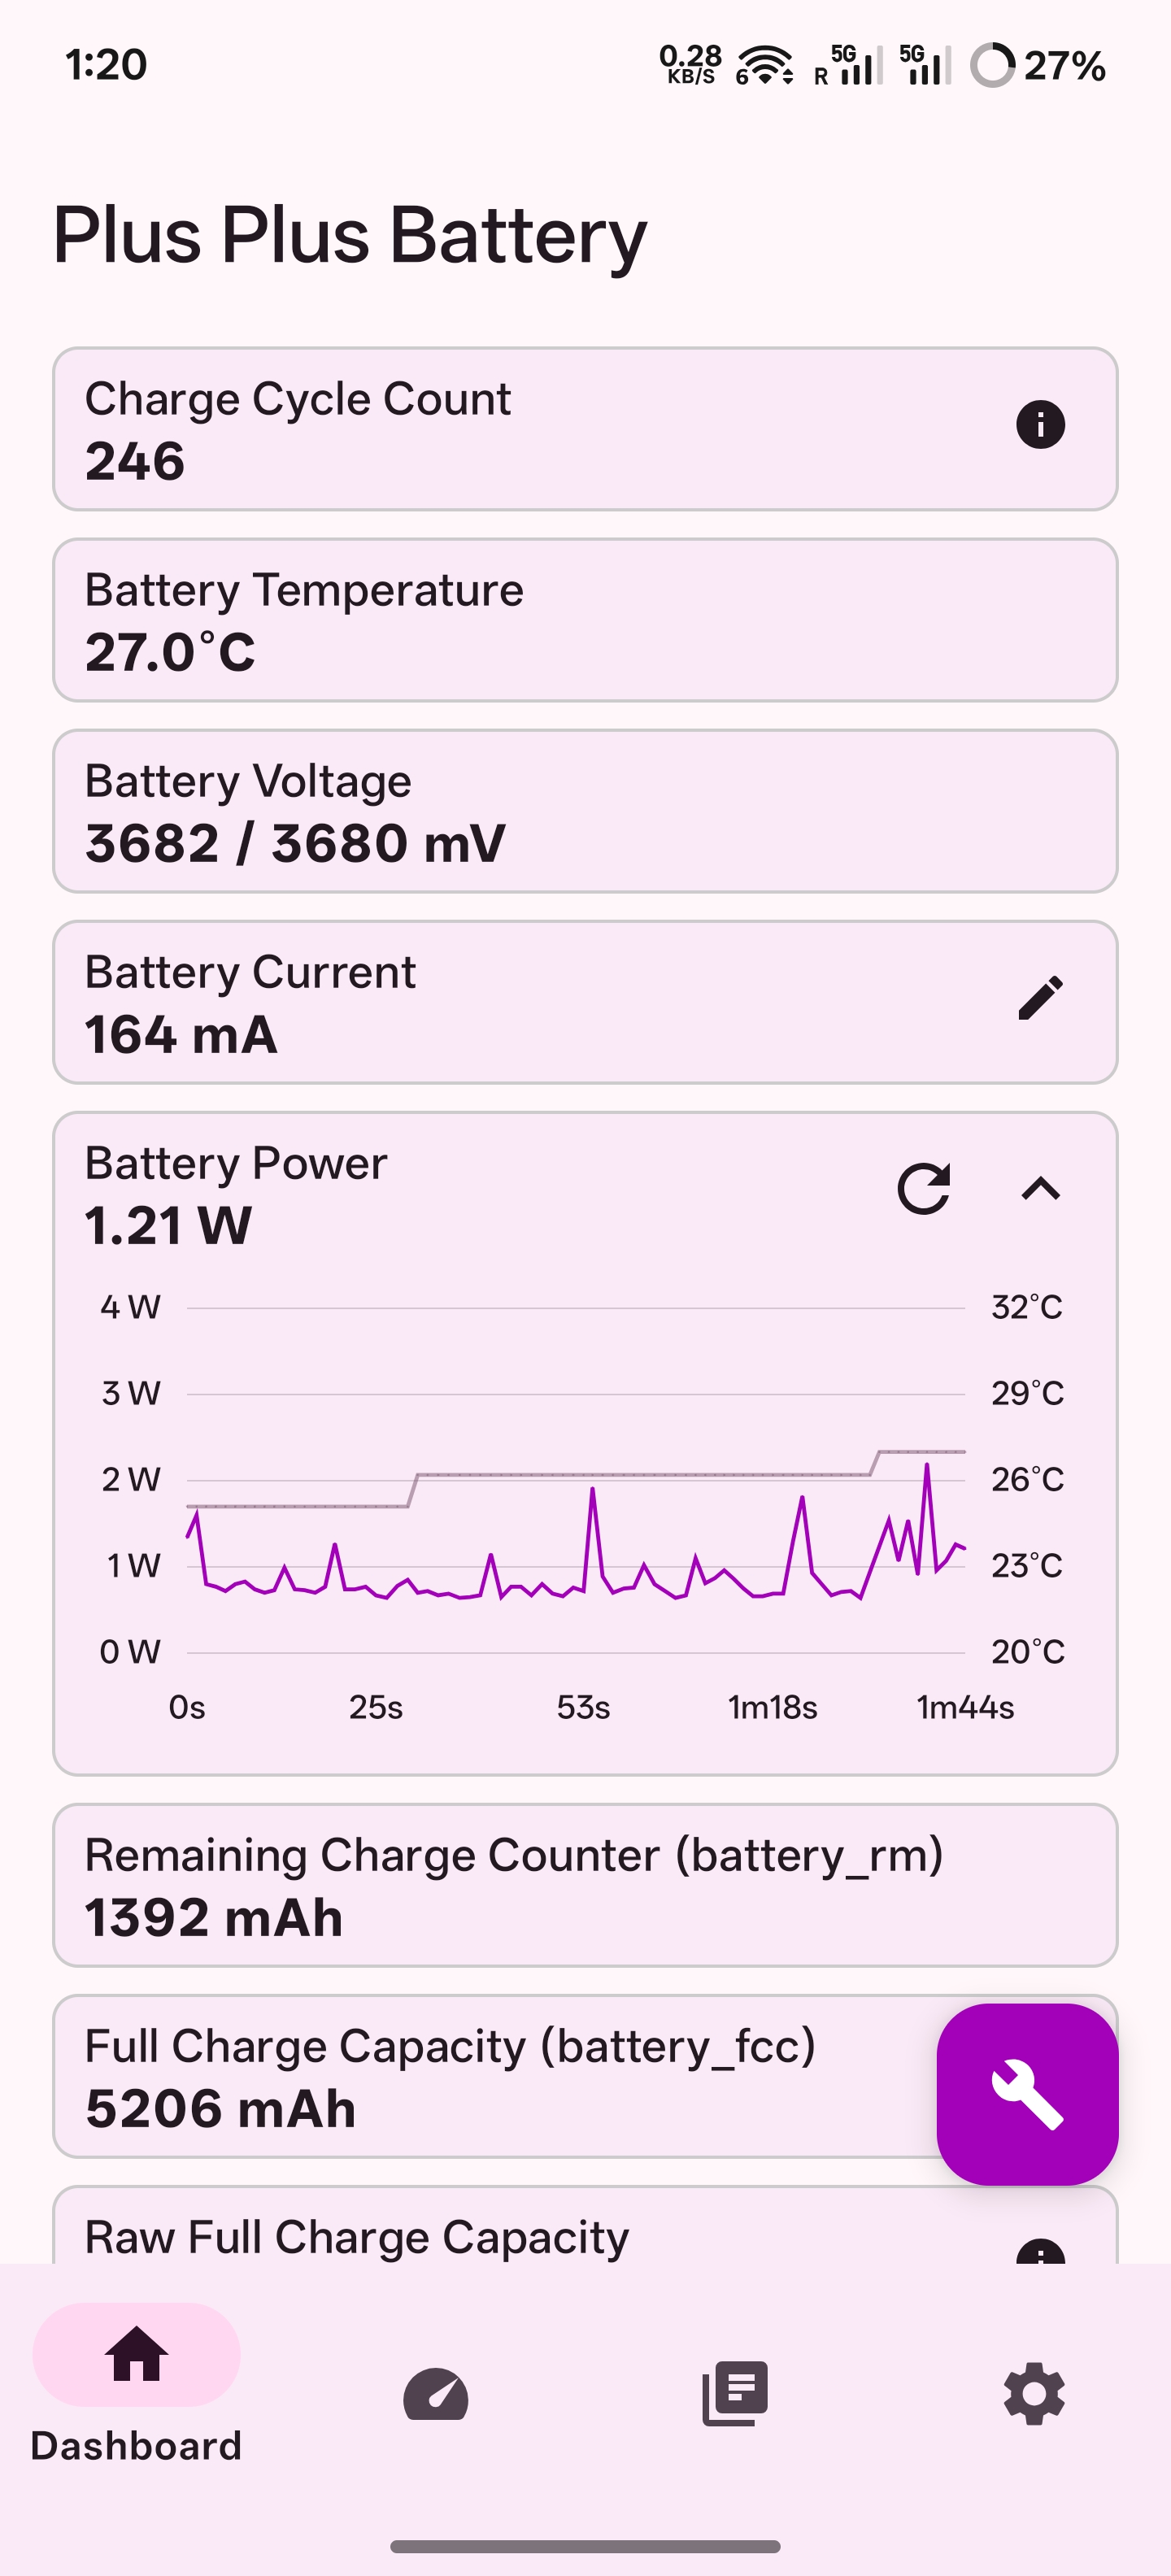 1:20
0.28
KB/S
6
R
5G
5G
27%
Plus Plus Battery
Charge Cycle Count
246
Battery Temperature
27.0°C
Battery Voltage
3682 / 3680 mV
Battery Current
164 mA
Battery Power
1.21 W
4 W 32°C
3 W 29°C
2 W 26°C
1 W 23°C
0 W 20°C
0s 25s 53s 1m18s 1m44s
Remaining Charge Counter (battery_rm)
1392 mAh
Full Charge Capacity (battery_fcc)
5206 mAh
Raw Full Charge Capacity
Dashboard